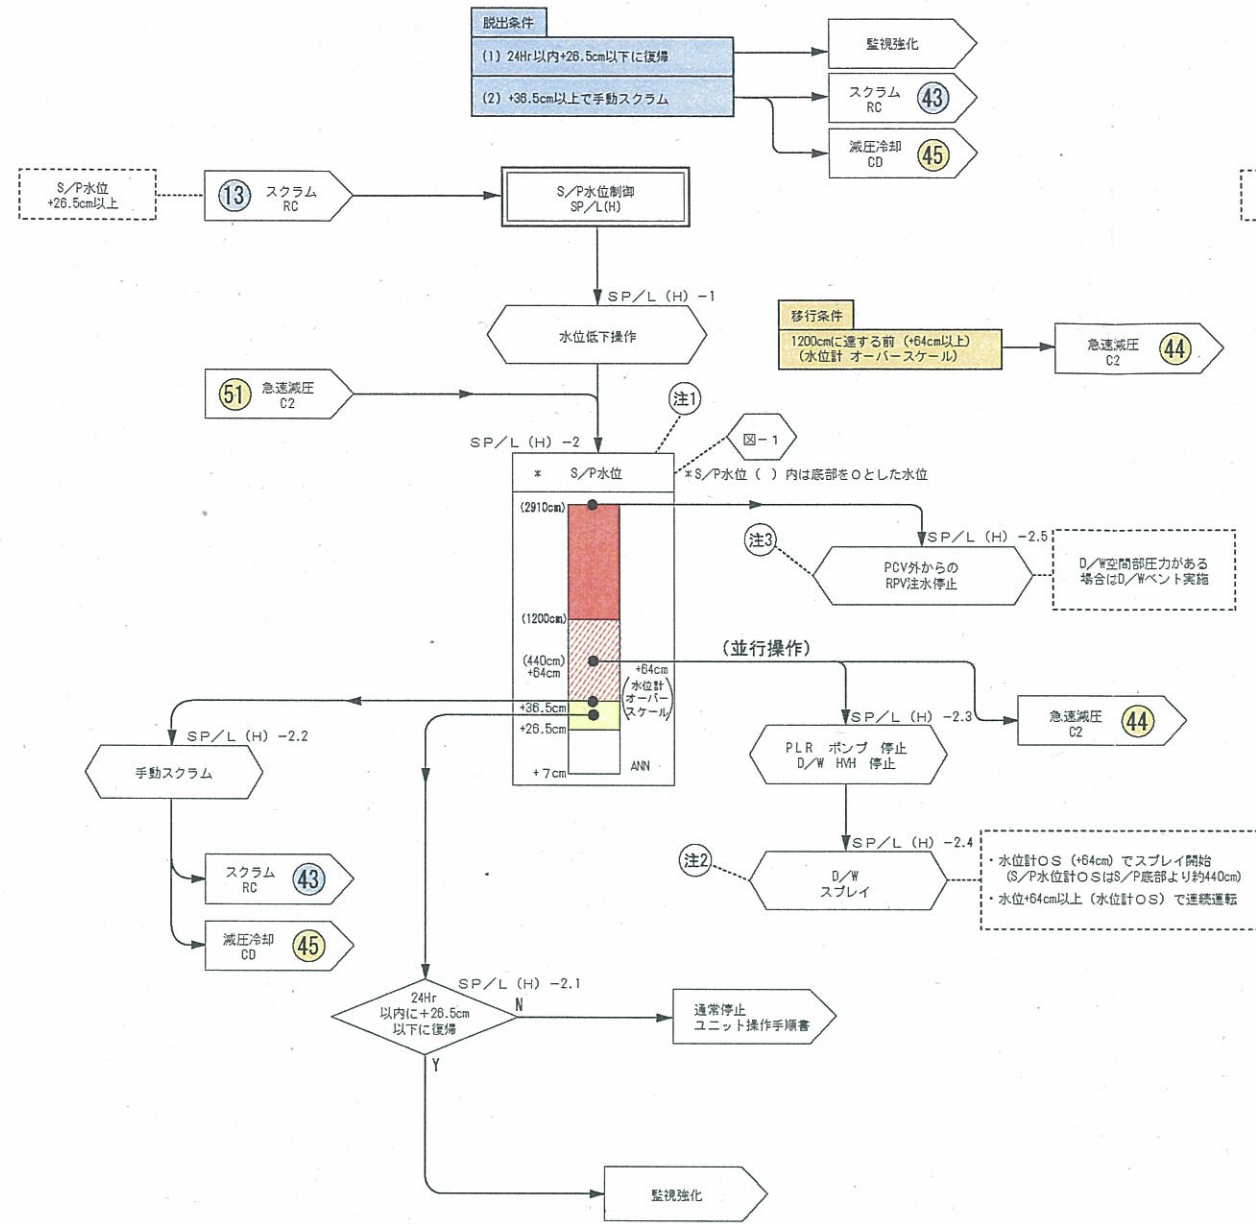 脱出条件
(1) 24Hr以内+26.5cm以下に復帰
(2) +36.5cm以上で手動スクラム
監視強化
スクラム
RC
43
減圧冷却
CD
45
S/P水位
+26.5cm以上
13
スクラム
RC
S/P水位制御
SP/L(H)
SP/L (H) -1
水位低下操作
移行条件
1200cmに達する前 (+64cm以上)
(水位計 オーバースケール)
急速減圧
C2
44
51
急速減圧
C2
注1
図-1
SP/L (H) -2
* S/P水位
*S/P水位 ( ) 内は底部を0とした水位
(2910cm)
(1200cm)
(440cm)
+64cm
+64cm
(水位計
オーバー
スケール)
+36.5cm
+26.5cm
+7cm
ANN
注3
SP/L (H) -2.5
PCV外からの
RPV注水停止
D/W空間部圧力がある
場合はD/Wベント実施
(並行操作)
SP/L (H) -2.3
PLR ポンプ 停止
D/W HVH 停止
急速減圧
C2
44
SP/L (H) -2.2
手動スクラム
スクラム
RC
43
減圧冷却
CD
45
注2
SP/L (H) -2.4
D/W
スプレイ
・水位計OS (+64cm) でスプレイ開始
(S/P水位計OSはS/P底部より約440cm)
・水位+64cm以上 (水位計OS) で連続運転
SP/L (H) -2.1
24Hr
以内に+26.5cm
以下に復帰
N
Y
通常停止
ユニット操作手順書
監視強化